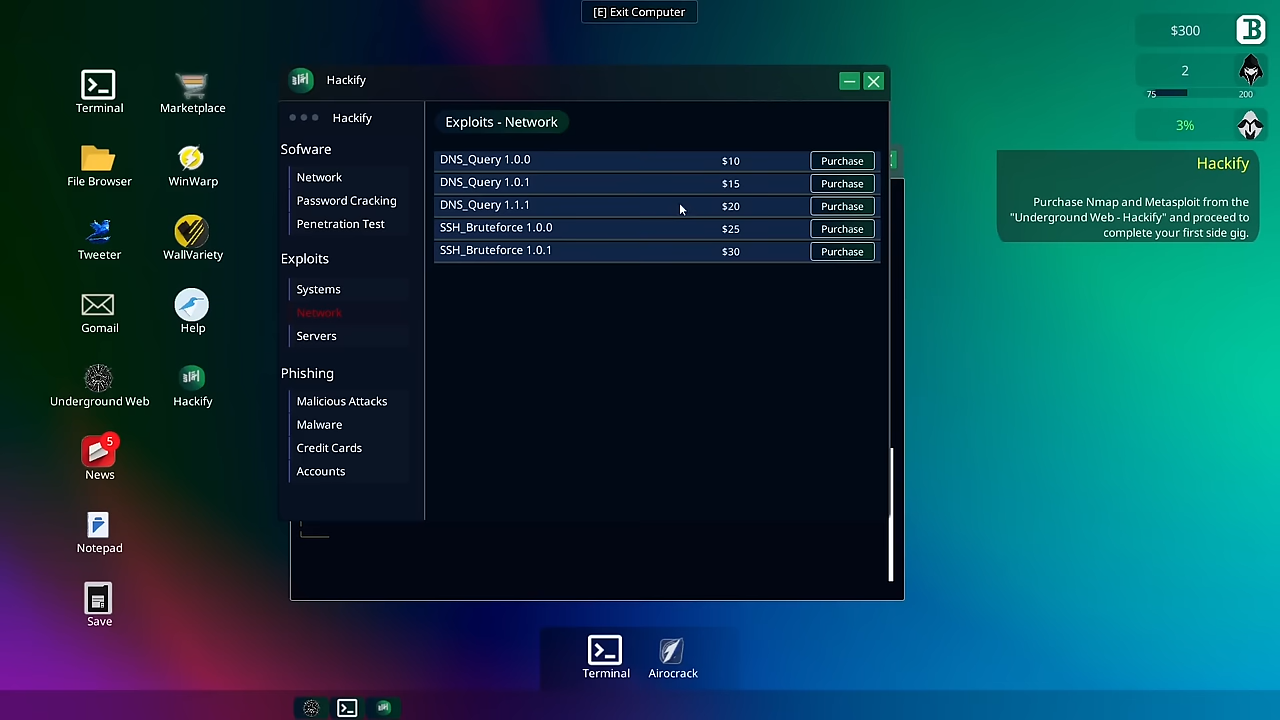 [E] Exit Computer
$300
2
75 200
3%
Hackify
Purchase Nmap and Metasploit from the
"Underground Web - Hackify" and proceed to
complete your first side gig.
Terminal
Marketplace
File Browser
WinWarp
Tweeter
WallVariety
Gomail
Help
Underground Web
Hackify
News
5
Notepad
Save
Hackify
Hackify
Sofware
Network
Password Cracking
Penetration Test
Exploits
Systems
Network
Servers
Phishing
Malicious Attacks
Malware
Credit Cards
Accounts
Exploits - Network
DNS_Query 1.0.0 $10 Purchase
DNS_Query 1.0.1 $15 Purchase
DNS_Query 1.1.1 $20 Purchase
SSH_Bruteforce 1.0.0 $25 Purchase
SSH_Bruteforce 1.0.1 $30 Purchase
Terminal
Airocrack